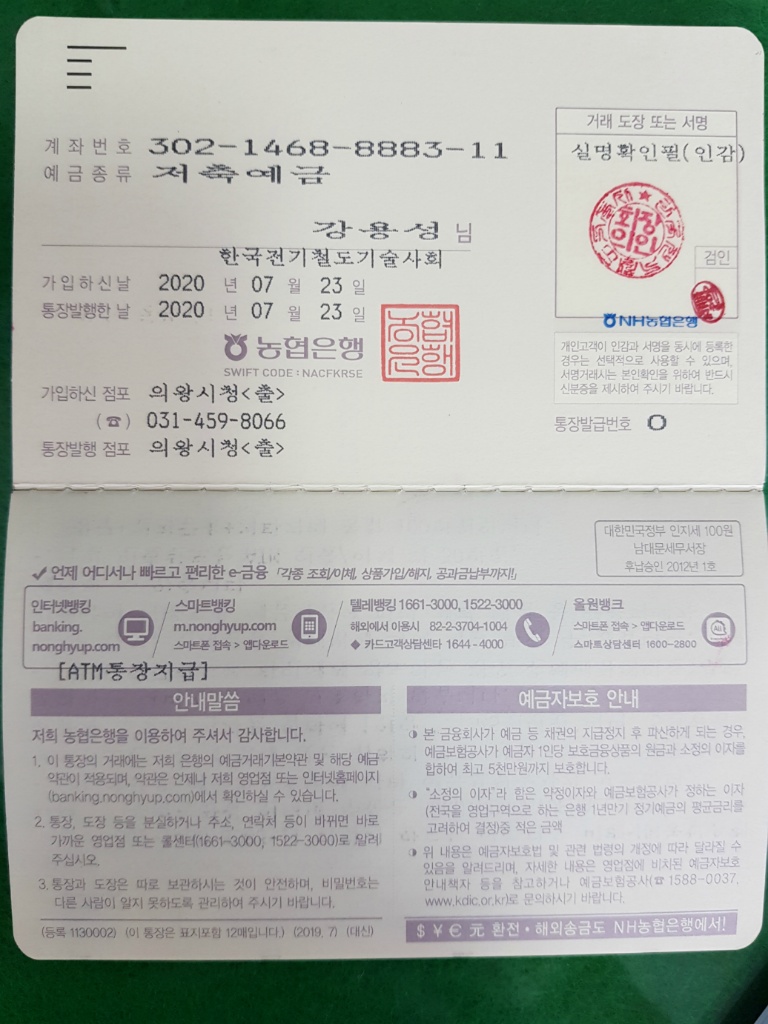 계좌번호 302-1468-8883-11
예금종류 저축예금
강용성 님
한국전기철도기술사회
가입하신날 2020 년 07 월 23 일
통장발행한 날 2020 년 07 월 23 일
농협은행
SWIFT CODE : NACFKRSE
가입하신 점포 의왕시청<출>
(☎) 031-459-8066
통장발행 점포 의왕시청<출>
거래 도장 또는 서명
실명확인필(인감)
회장
의인
검인
NH농협은행
개인고객이 인감과 서명을 동시에 등록한
경우는 선택적으로 사용할 수 있으며,
서명거래시는 본인확인을 위하여 반드시
신분증을 제시하여 주시기 바랍니다.
통장발급번호 0
대한민국정부 인지세 100원
남대문세무서장
후납승인 2012년 1호
✓ 언제 어디서나 빠르고 편리한 e-금융 「각종 조회/이체, 상품가입/해지, 공과금납부까지!」
인터넷뱅킹
banking.
nonghyup.com
스마트뱅킹
m.nonghyup.com
스마트폰 접속 > 앱다운로드
텔레뱅킹 1661-3000, 1522-3000
해외에서 이용시 82-2-3704-1004
◆ 카드고객상담센타 1644-4000
올원뱅크
스마트폰 접속 > 앱다운로드
스마트상담센터 1600-2800
[ATM통장지급]
안내말씀
저희 농협은행을 이용하여 주셔서 감사합니다.
1. 이 통장의 거래에는 저희 은행의 예금거래기본약관 및 해당 예금
약관이 적용되며, 약관은 언제나 저희 영업점 또는 인터넷홈페이지
(banking.nonghyup.com)에서 확인하실 수 있습니다.
2. 통장, 도장 등을 분실하거나 주소, 연락처 등이 바뀌면 바로
가까운 영업점 또는 콜센터(1661-3000, 1522-3000)로 알려
주십시오.
3. 통장과 도장은 따로 보관하시는 것이 안전하며, 비밀번호는
다른 사람이 알지 못하도록 관리하여 주시기 바랍니다.
(등록 1130002) (이 통장은 표지포함 12매입니다.) (2019. 7) (대신)
예금자보호 안내
본 금융회사가 예금 등 채권의 지급정지 후 파산하게 되는 경우,
예금보험공사가 예금자 1인당 보호금융상품의 원금과 소정의 이자를
합하여 최고 5천만원까지 보호합니다.
"소정의 이자"라 함은 약정이자와 예금보험공사가 정하는 이자
(전국을 영업구역으로 하는 은행 1년만기 정기예금의 평균금리를
고려하여 결정)중 적은 금액
위 내용은 예금자보호법 및 관련 법령의 개정에 따라 달라질 수
있음을 알려드리며, 자세한 내용은 영업점에 비치된 예금자보호
안내책자 등을 참고하거나 예금보험공사(☎1588-0037,
www.kdic.or.kr)로 문의하시기 바랍니다.
$ ¥ € 元 환전 • 해외송금도 NH농협은행에서!